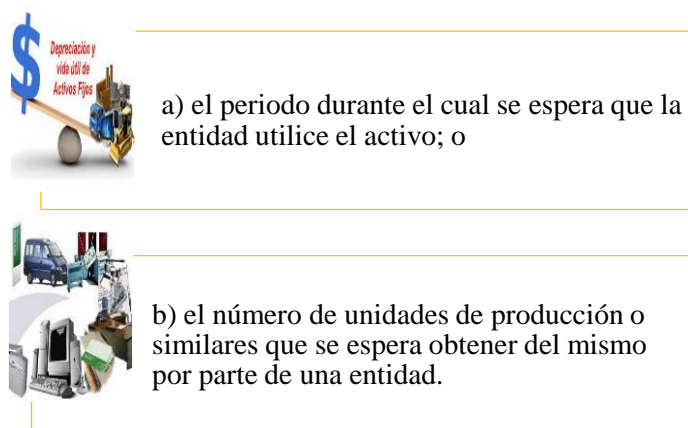 $
Depreciación y
vida útil de
Activos Fijos
a) el periodo durante el cual se espera que la
entidad utilice el activo; o
b) el número de unidades de producción o
similares que se espera obtener del mismo
por parte de una entidad.